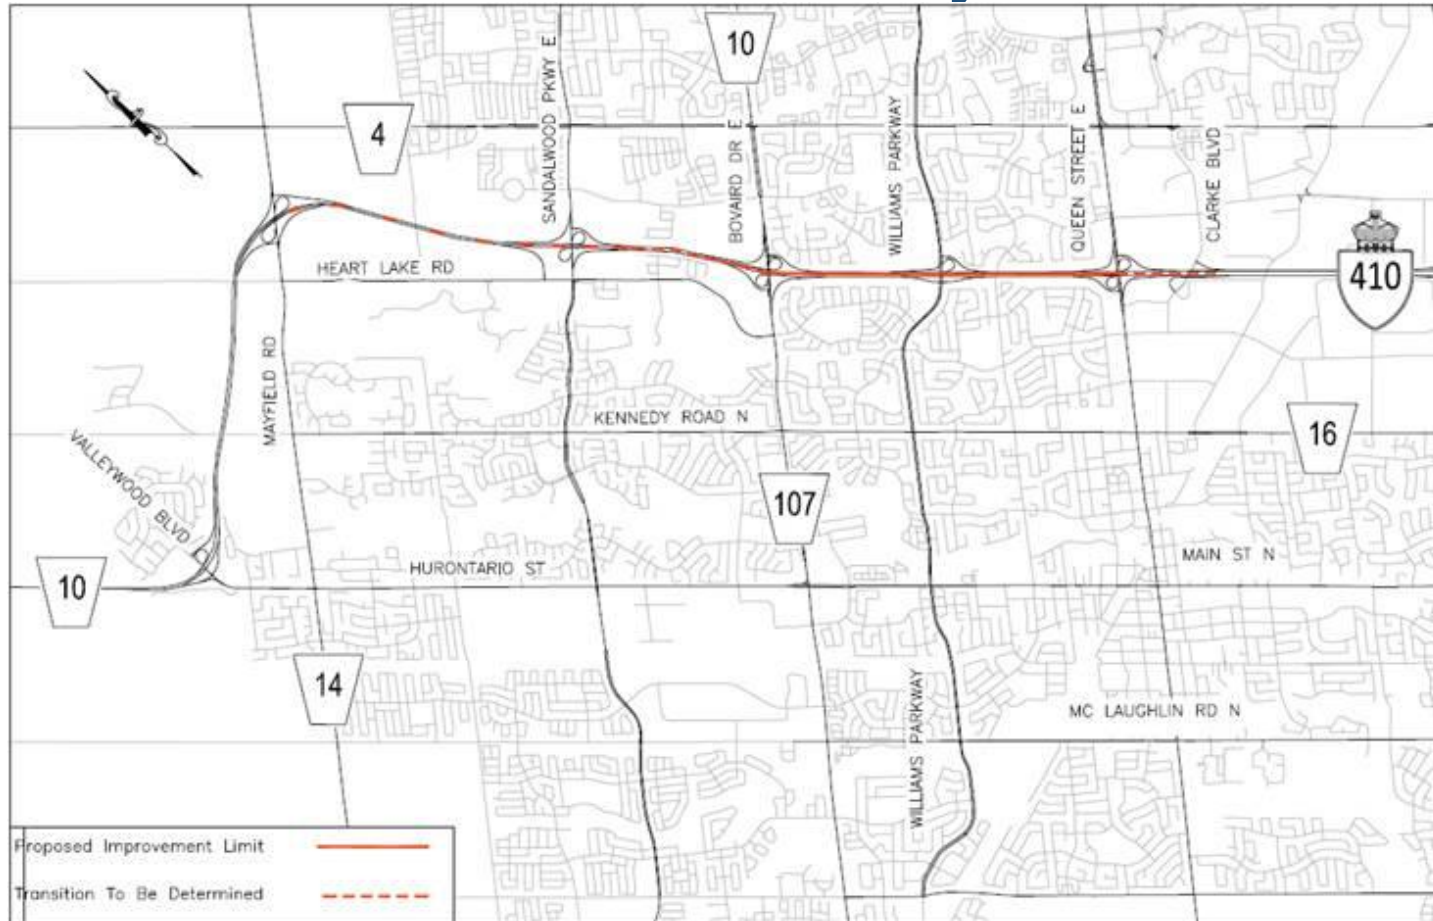 10
SANDALWOOD PKWY E
4
BOVAIRD DR E
WILLIAMS PARKWAY
QUEEN STREET E
CLARKE BLVD
410
HEART LAKE RD
MAYFIELD RD
KENNEDY ROAD N
16
VALLEYWOOD BLVD
107
HURONTARIO ST
MAIN ST N
10
14
WILLIAMS PARKWAY
MC LAUGHLIN RD N
Proposed Improvement Limit
Transition To Be Determined